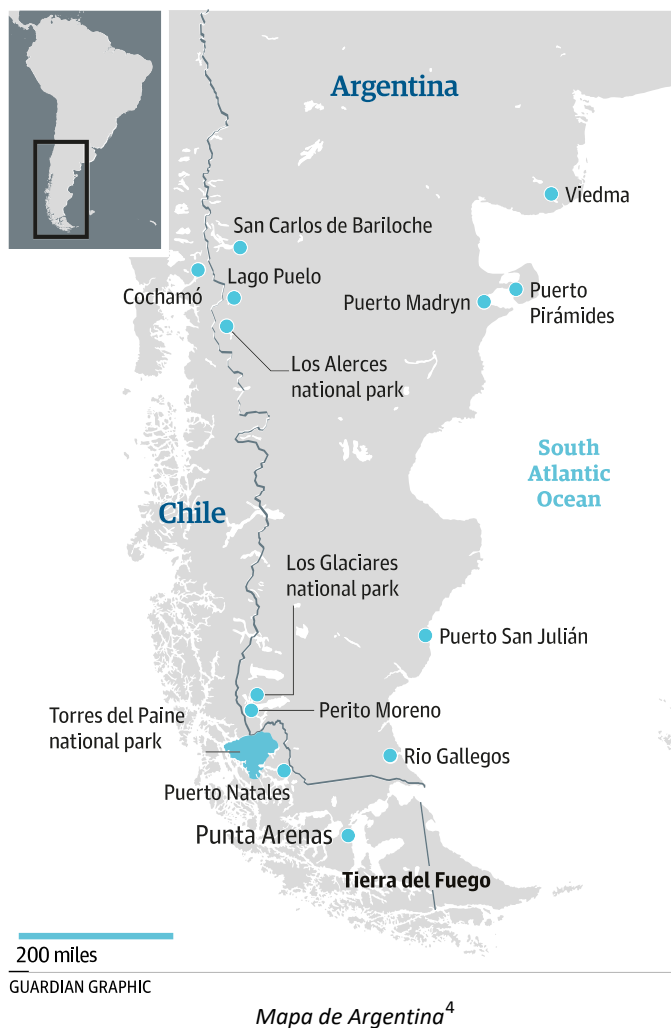 Argentina
Viedma
San Carlos de Bariloche
Cochamó
Lago Puelo
Puerto Madryn
Puerto
Pirámides
Los Alerces
national park
South
Atlantic
Ocean
Chile
Los Glaciares
national park
Puerto San Julián
Perito Moreno
Torres del Paine
national park
Rio Gallegos
Puerto Natales
Punta Arenas
Tierra del Fuego
200 miles
GUARDIAN GRAPHIC
Mapa de Argentina⁴